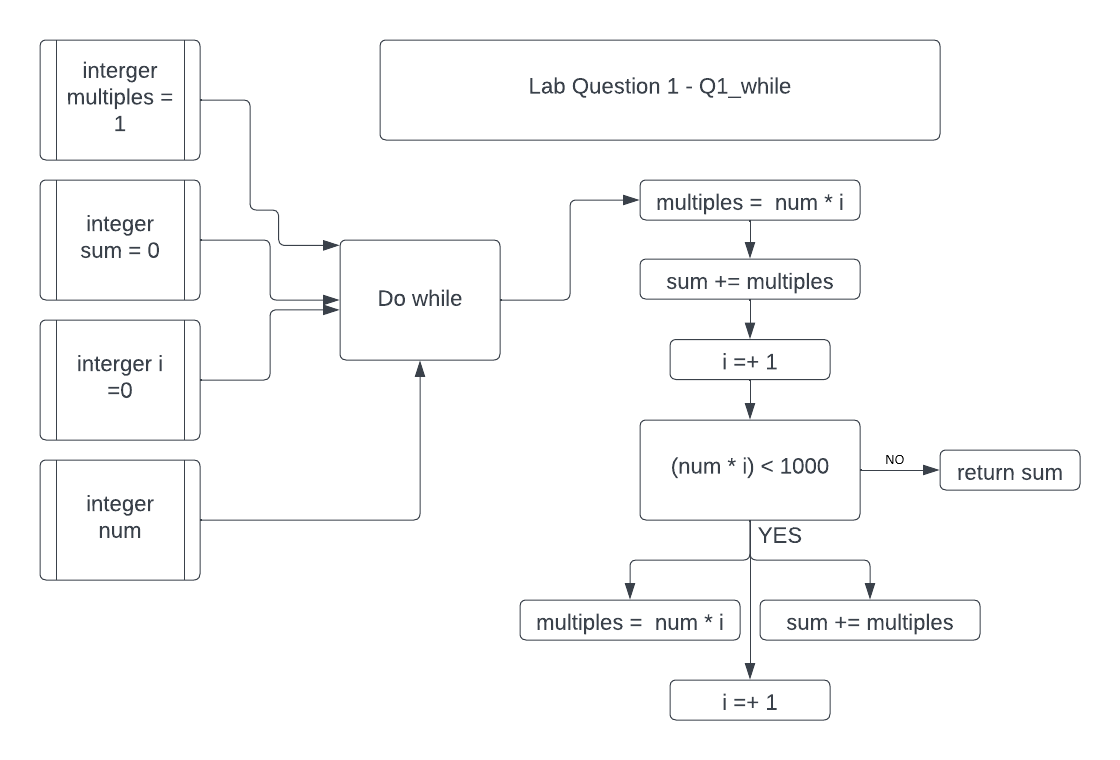 interger
multiples =
1
Lab Question 1 - Q1_while
integer
sum = 0
interger i
=0
integer
num
Do while
multiples =  num * i
sum += multiples
i =+ 1
(num * i) < 1000
NO
return sum
YES
multiples =  num * i
sum += multiples
i =+ 1